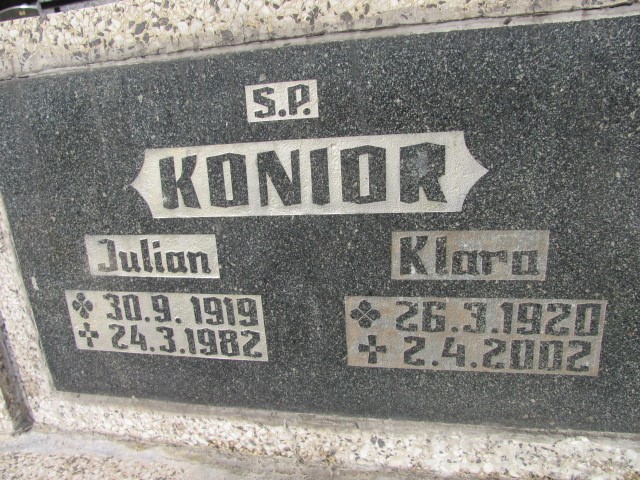 S.P.
KONIOR
Julian
30.9.1919
24.3.1982
Klara
26.3.1920
2.4.2002